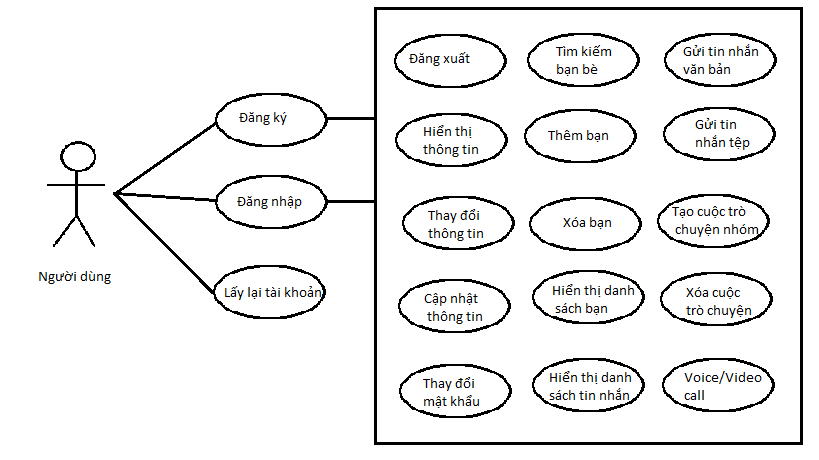 Đăng xuất
Tìm kiếm
bạn bè
Gửi tin nhắn
văn bản
Đăng ký
Hiển thị
thông tin
Thêm bạn
Gửi tin
nhắn tệp
Đăng nhập
Thay đổi
thông tin
Xóa bạn
Tạo cuộc trò
chuyện nhóm
Người dùng
Lấy lại tài khoản
Cập nhật
thông tin
Hiển thị danh
sách bạn
Xóa cuộc
trò chuyện
Thay đổi
mật khẩu
Hiển thị danh
sách tin nhắn
Voice/Video
call